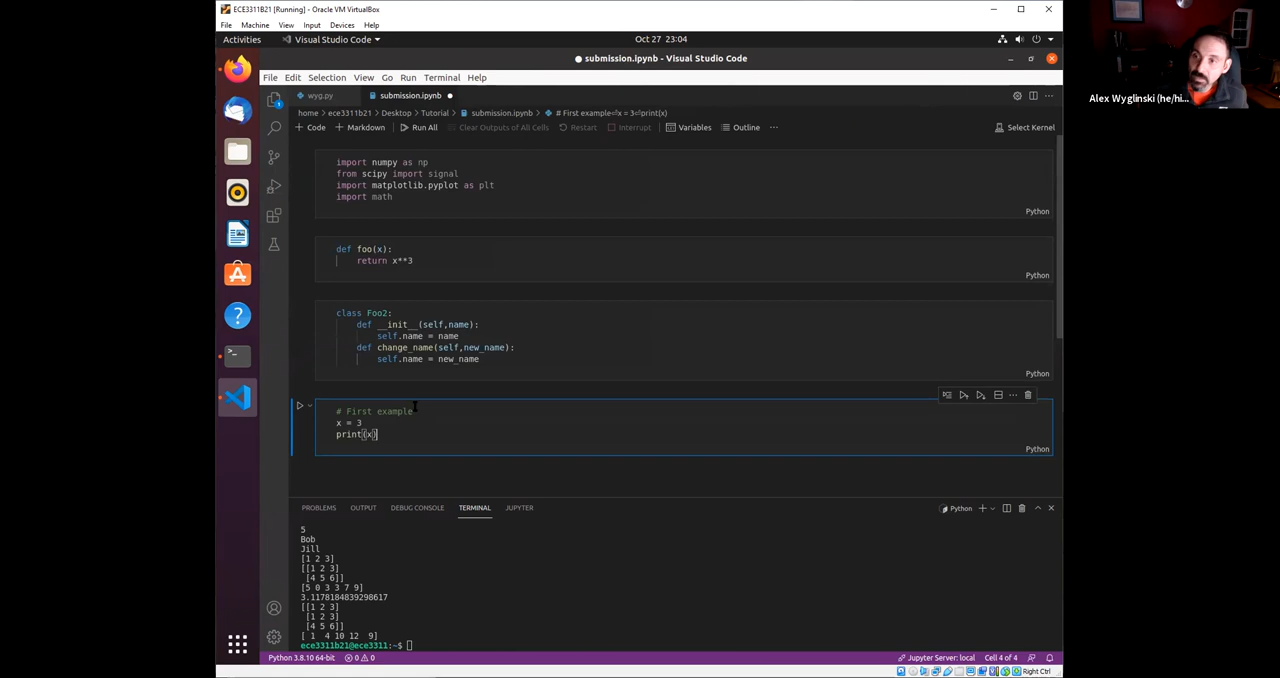 ECE3311B21 [Running] - Oracle VM VirtualBox
File Machine View Input Devices Help
Activities Visual Studio Code Oct 27 23:04
submission.ipynb - Visual Studio Code
File Edit Selection View Go Run Terminal Help
wyg.py submission.ipynb
home > ece3311b21 > Desktop > Tutorial > submission.ipynb > # First example⏎x = 3⏎print(x)
+ Code + Markdown Run All Clear Outputs of All Cells Restart Interrupt Variables Outline ... Select Kernel
import numpy as np
from scipy import signal
import matplotlib.pyplot as plt
import math
Python
def foo(x):
return x**3
Python
class Foo2:
def __init__(self,name):
self.name = name
def change_name(self,new_name):
self.name = new_name
Python
# First example
x = 3
print(x)
Python
PROBLEMS OUTPUT DEBUG CONSOLE TERMINAL JUPYTER Python
5
Bob
Jill
[1 2 3]
[[1 2 3]
[4 5 6]]
[5 0 3 3 7 9]
3.1178184839298617
[[1 2 3]
[1 2 3]
[4 5 6]]
[ 1 4 10 12 9]
ece3311b21@ece3311:~$
Python 3.8.10 64-bit 0 0 Jupyter Server: local Cell 4 of 4
Right Ctrl
Alex Wyglinski (he/hi...